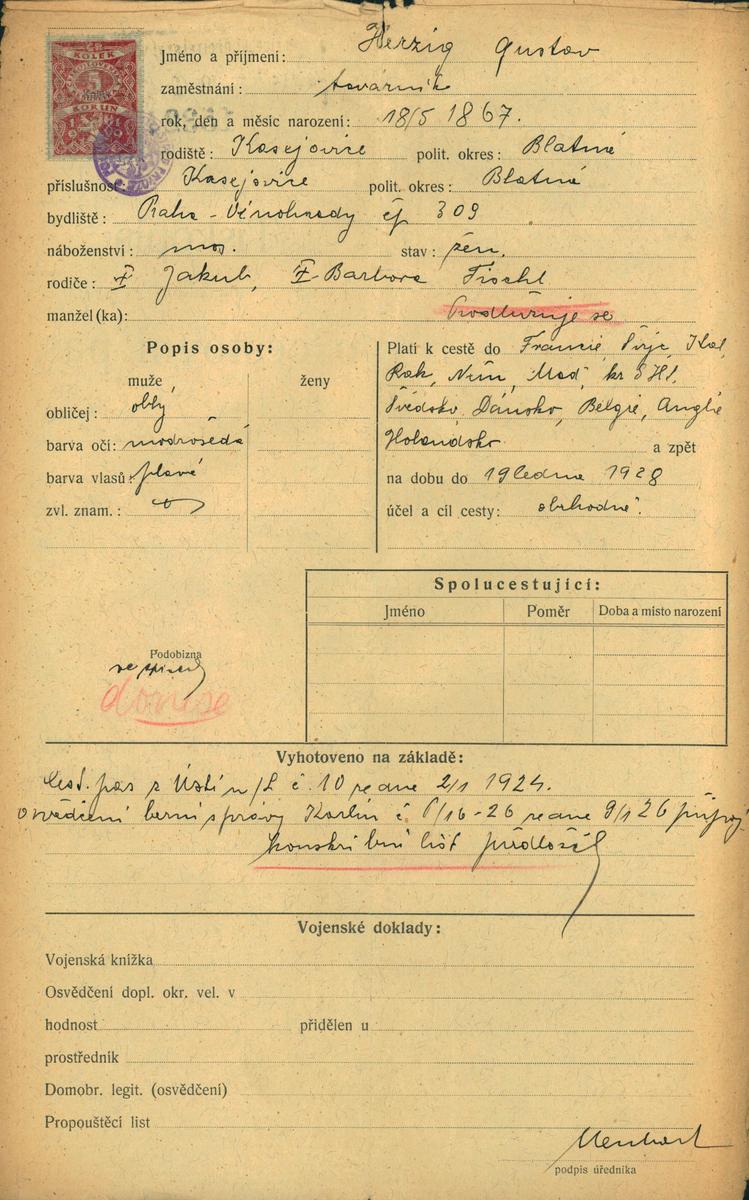 Jméno a příjmení: Herzig Gustav
zaměstnání: továrník
rok, den a měsíc narození: 18/5 1867.
rodiště: Kasejovice polit. okres: Blatná
příslušnost: Kasejovice polit. okres: Blatná
bydliště: Praha-Vinohrady čp 309
náboženství: mos. stav: žen.
rodiče: Jakub, Barbora Fischl
manžel (ka): Prodlužuje se
Popis osoby:
muže, ženy
obličej: oblý
barva očí: modrošedá
barva vlasů: plavé
zvl. znam.:
Platí k cestě do Francie, Švýc, Ital,
Rak, Něm, Maď, kr S H S,
Švédsko, Dánsko, Belgie, Anglie
Holandsko a zpět
na dobu do 19 ledna 1928
účel a cíl cesty: obchodní.
Spolucestující:
Jméno Poměr Doba a místo narození
Podobizna
donese
Vyhotoveno na základě:
Cest. pas z Ústí n/L č. 10 ze dne 2/1 1924.
osvědčení berní správy Karlín č 6/16-26 ze dne 9/1 26 připoj.
konskribční list předložil
Vojenské doklady:
Vojenská knížka
Osvědčení dopl. okr. vel. v
hodnost přidělen u
prostředník
Domobr. legit. (osvědčení)
Propouštěcí list
podpis úředníka
KOLEK
KORUN